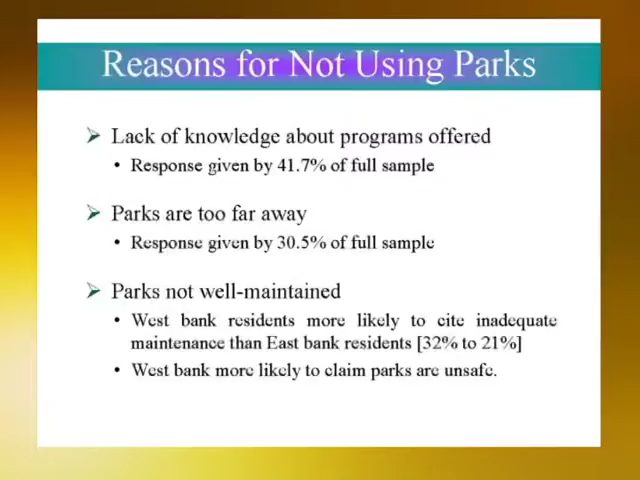 Reasons for Not Using Parks
Lack of knowledge about programs offered
• Response given by 41.7% of full sample
Parks are too far away
• Response given by 30.5% of full sample
Parks not well-maintained
• West bank residents more likely to cite inadequate
maintenance than East bank residents [32% to 21%]
• West bank more likely to claim parks are unsafe.